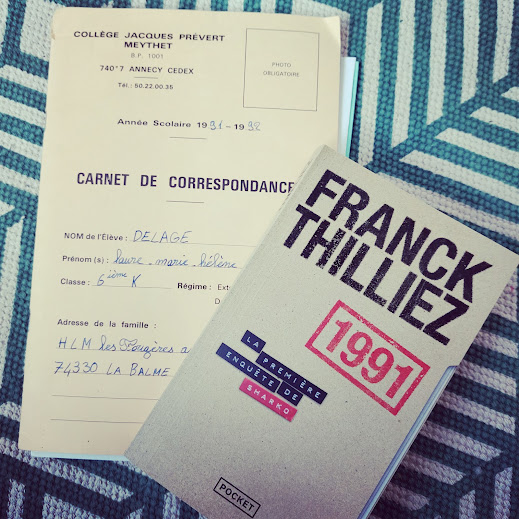 COLLÈGE JACQUES PRÉVERT
MEYTHET
B.P. 1001
740*7 ANNECY CEDEX
Tél.: 50.22.00.35
PHOTO
OBLIGATOIRE
Année Scolaire 1991-1992
CARNET DE CORRESPONDANCE
NOM de l'Élève : DELAGE
Prénom(s) : laure-marie-hélène
Classe : 6ième K Régime : Ext
D
Adresse de la famille :
HLM les Fougères a
74330 LA BALME
FRANCK
THILLIEZ
1991
LA PREMIÈRE
ENQUÊTE DE
SHARKO
POCKET